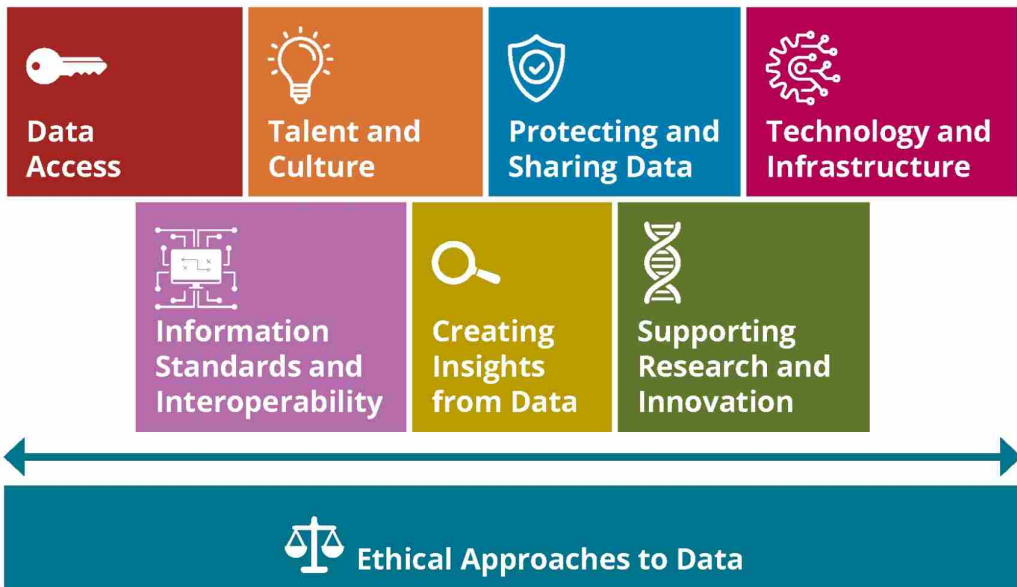 Data
Access
Talent and
Culture
Protecting and
Sharing Data
Technology and
Infrastructure
Information
Standards and
Interoperability
Creating
Insights
from Data
Supporting
Research and
Innovation
Ethical Approaches to Data